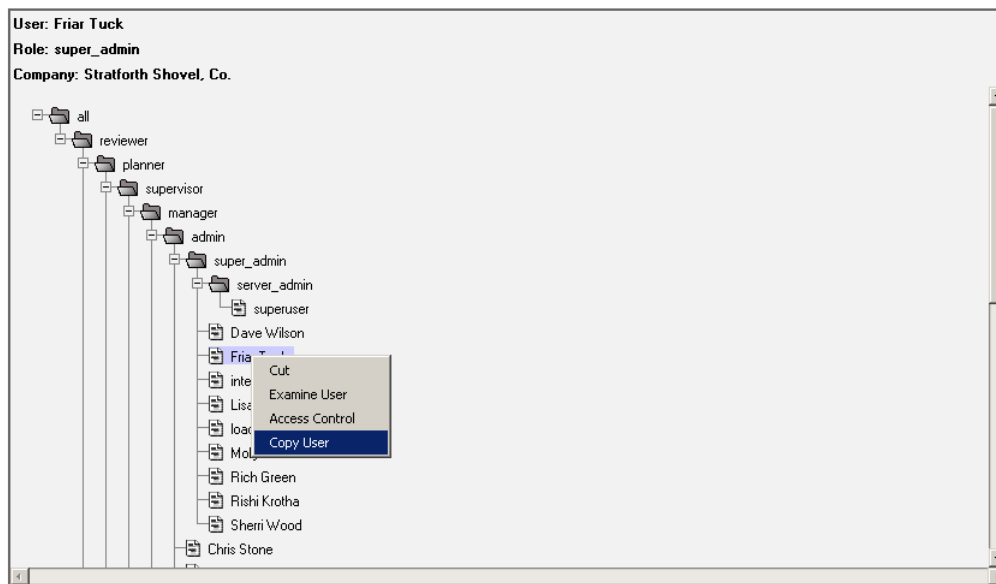 User: Friar Tuck
Role: super_admin
Company: Stratforth Shovel, Co.
all
reviewer
planner
supervisor
manager
admin
super_admin
server_admin
superuser
Dave Wilson
Cut
Examine User
Access Control
Copy User
Rich Green
Rishi Krotha
Sherri Wood
Chris Stone